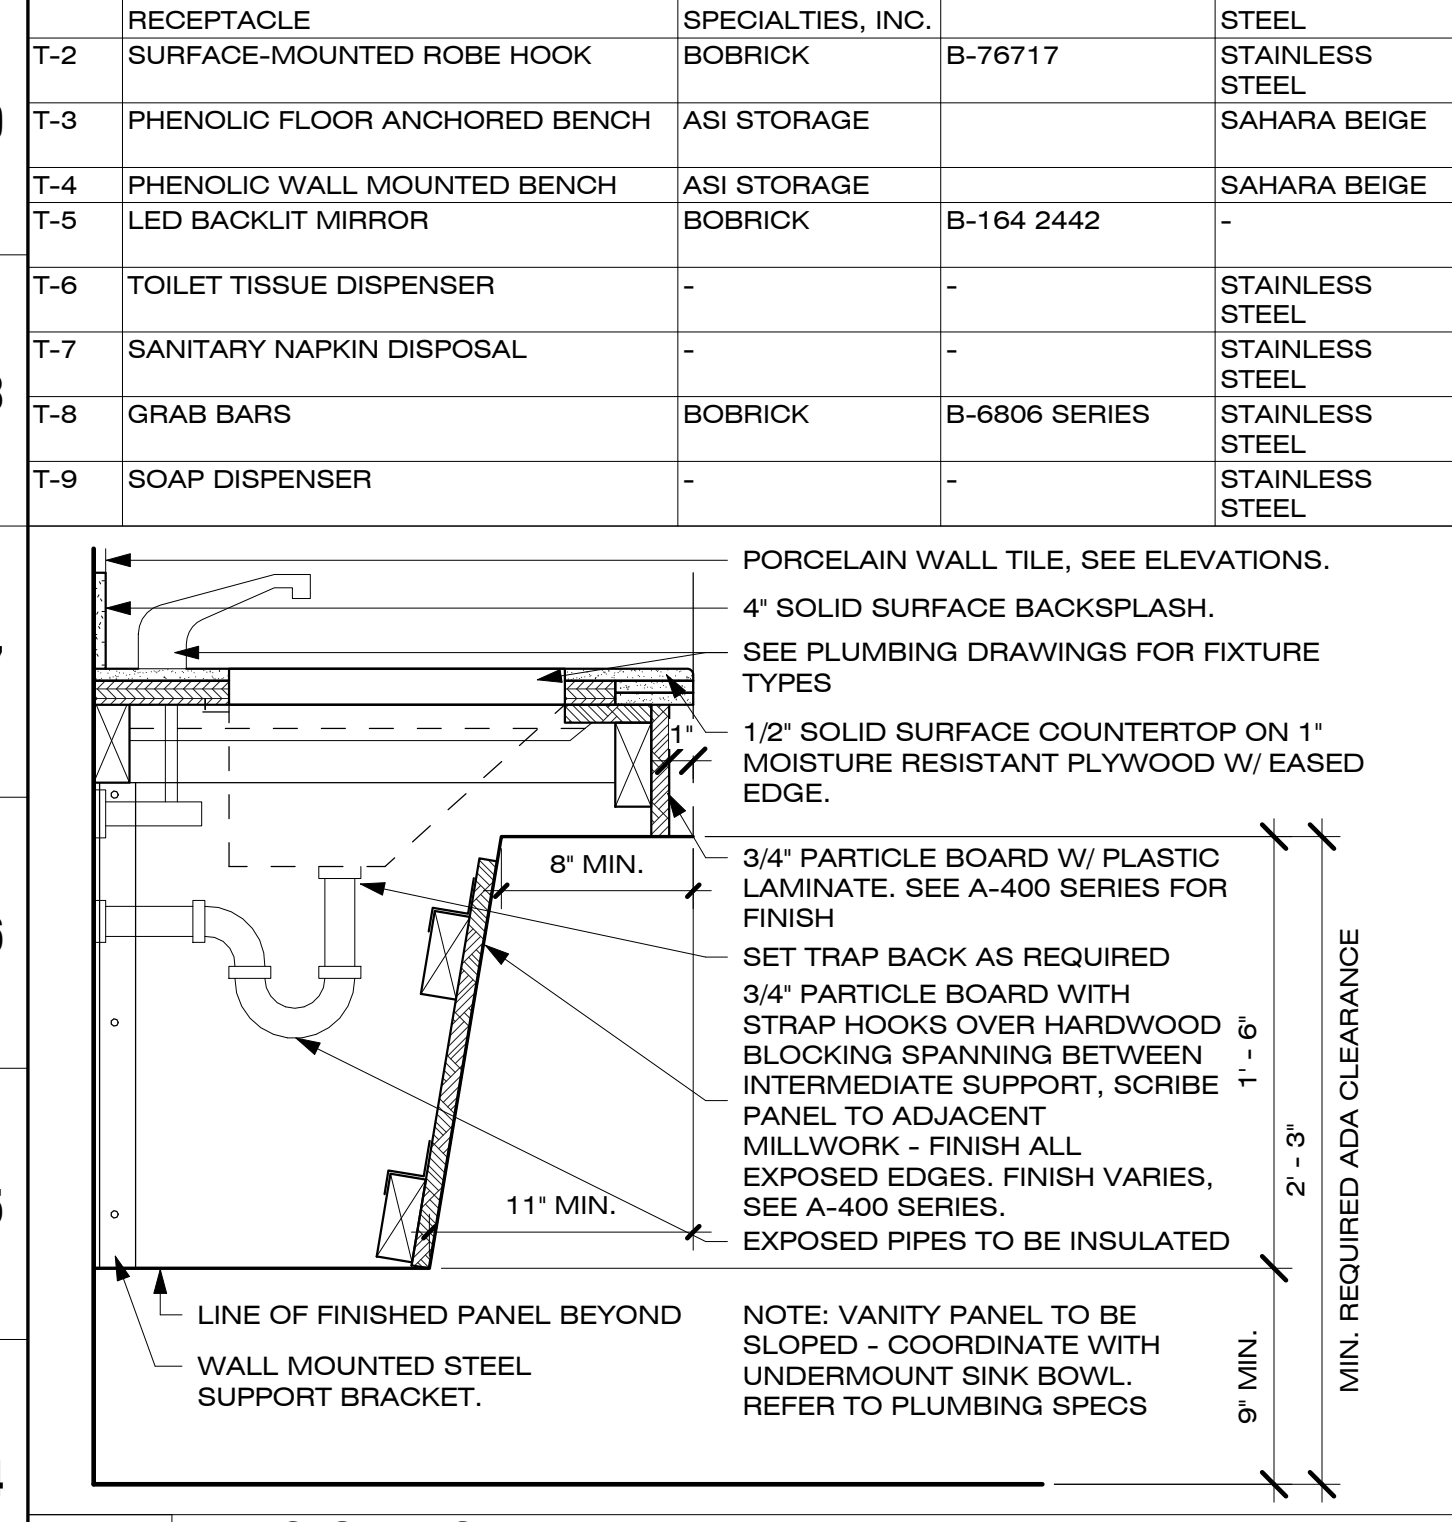 RECEPTACLE SPECIALTIES, INC. STEEL
T-2 SURFACE-MOUNTED ROBE HOOK BOBRICK B-76717 STAINLESS
STEEL
T-3 PHENOLIC FLOOR ANCHORED BENCH ASI STORAGE SAHARA BEIGE
T-4 PHENOLIC WALL MOUNTED BENCH ASI STORAGE SAHARA BEIGE
T-5 LED BACKLIT MIRROR BOBRICK B-164 2442 -
T-6 TOILET TISSUE DISPENSER - - STAINLESS
STEEL
T-7 SANITARY NAPKIN DISPOSAL - - STAINLESS
STEEL
T-8 GRAB BARS BOBRICK B-6806 SERIES STAINLESS
STEEL
T-9 SOAP DISPENSER - - STAINLESS
STEEL
PORCELAIN WALL TILE, SEE ELEVATIONS.
4" SOLID SURFACE BACKSPLASH.
SEE PLUMBING DRAWINGS FOR FIXTURE
TYPES
1/2" SOLID SURFACE COUNTERTOP ON 1"
MOISTURE RESISTANT PLYWOOD W/ EASED
EDGE.
1"
3/4" PARTICLE BOARD W/ PLASTIC
LAMINATE. SEE A-400 SERIES FOR
FINISH
8" MIN.
SET TRAP BACK AS REQUIRED
3/4" PARTICLE BOARD WITH
STRAP HOOKS OVER HARDWOOD
BLOCKING SPANNING BETWEEN
INTERMEDIATE SUPPORT, SCRIBE
PANEL TO ADJACENT
MILLWORK - FINISH ALL
EXPOSED EDGES. FINISH VARIES,
SEE A-400 SERIES.
11" MIN.
EXPOSED PIPES TO BE INSULATED
1' - 6"
2' - 3"
MIN. REQUIRED ADA CLEARANCE
9" MIN.
LINE OF FINISHED PANEL BEYOND
WALL MOUNTED STEEL
SUPPORT BRACKET.
NOTE: VANITY PANEL TO BE
SLOPED - COORDINATE WITH
UNDERMOUNT SINK BOWL.
REFER TO PLUMBING SPECS